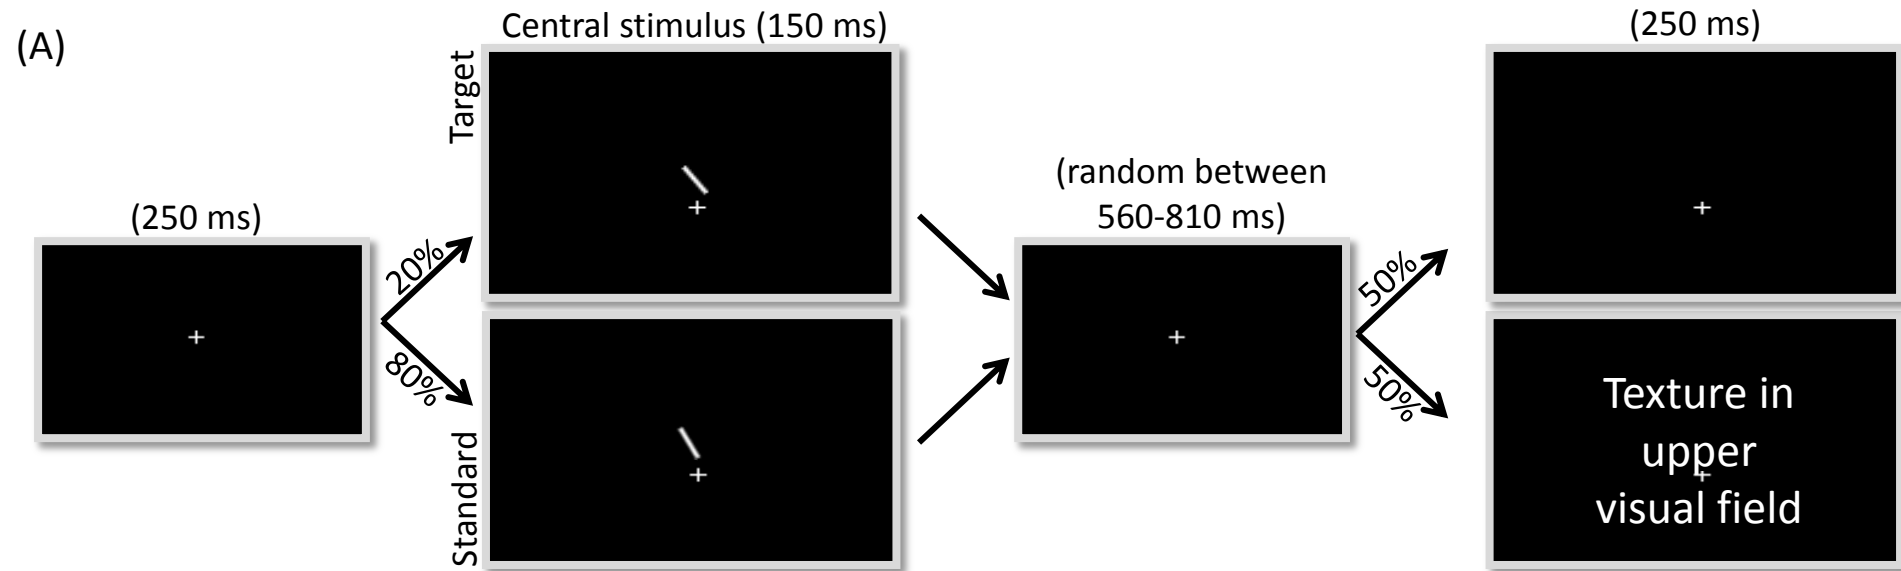 (A)
(250 ms)
20%
80%
Central stimulus (150 ms)
Target
Standard
(random between
560-810 ms)
50%
50%
(250 ms)
Texture in
upper
visual field